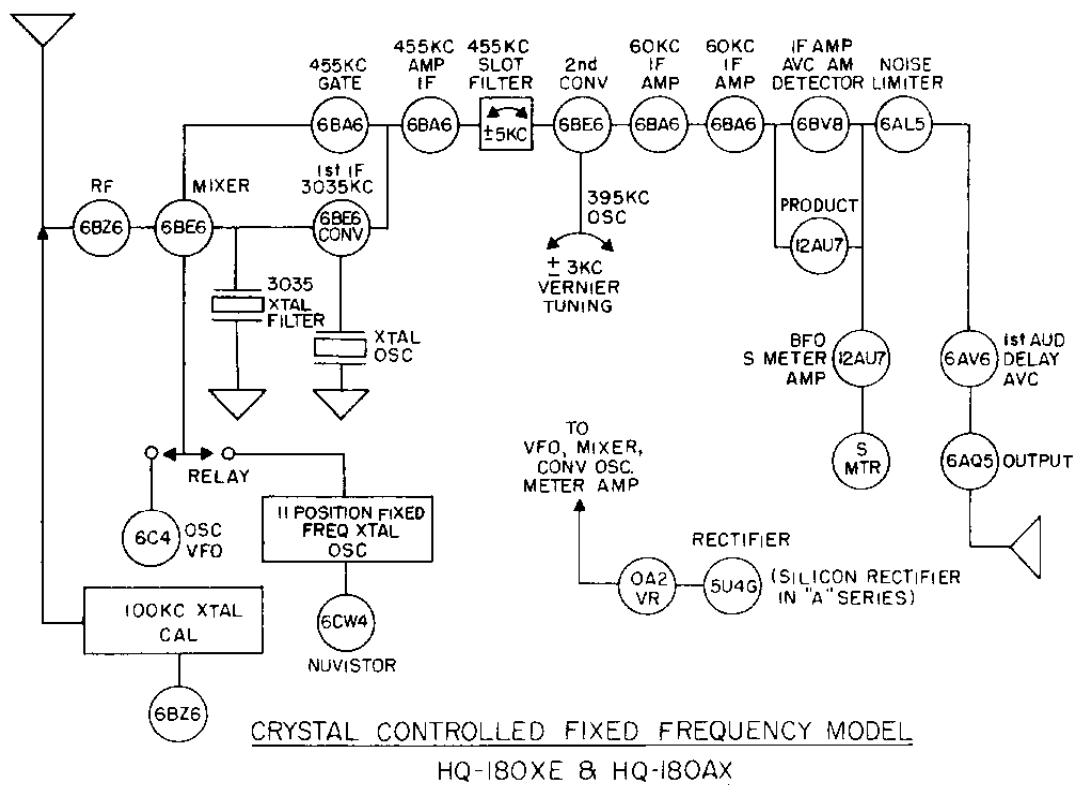 455KC
GATE
6BA6
455KC
AMP
IF
6BA6
455KC
SLOT
FILTER
±5KC
2nd
CONV
6BE6
60KC
IF
AMP
6BA6
60KC
IF
AMP
6BA6
IF AMP
AVC AM
DETECTOR
6BV8
NOISE
LIMITER
6AL5
RF
6BZ6
MIXER
6BE6
1st IF
3035KC
6BE6
CONV
395KC
OSC
± 3KC
VERNIER
TUNING
PRODUCT
12AU7
3035
XTAL
FILTER
XTAL
OSC
BFO
S METER
AMP
12AU7
S
MTR
6AV6
1st AUD
DELAY
AVC
6AQ5
OUTPUT
RELAY
6C4
OSC
VFO
11 POSITION FIXED
FREQ XTAL
OSC
6CW4
NUVISTOR
TO
VFO, MIXER,
CONV OSC.
METER AMP
RECTIFIER
OA2
VR
5U4G
(SILICON RECTIFIER
IN "A" SERIES)
100KC XTAL
CAL
6BZ6
CRYSTAL CONTROLLED FIXED FREQUENCY MODEL
HQ-180XE & HQ-180AX